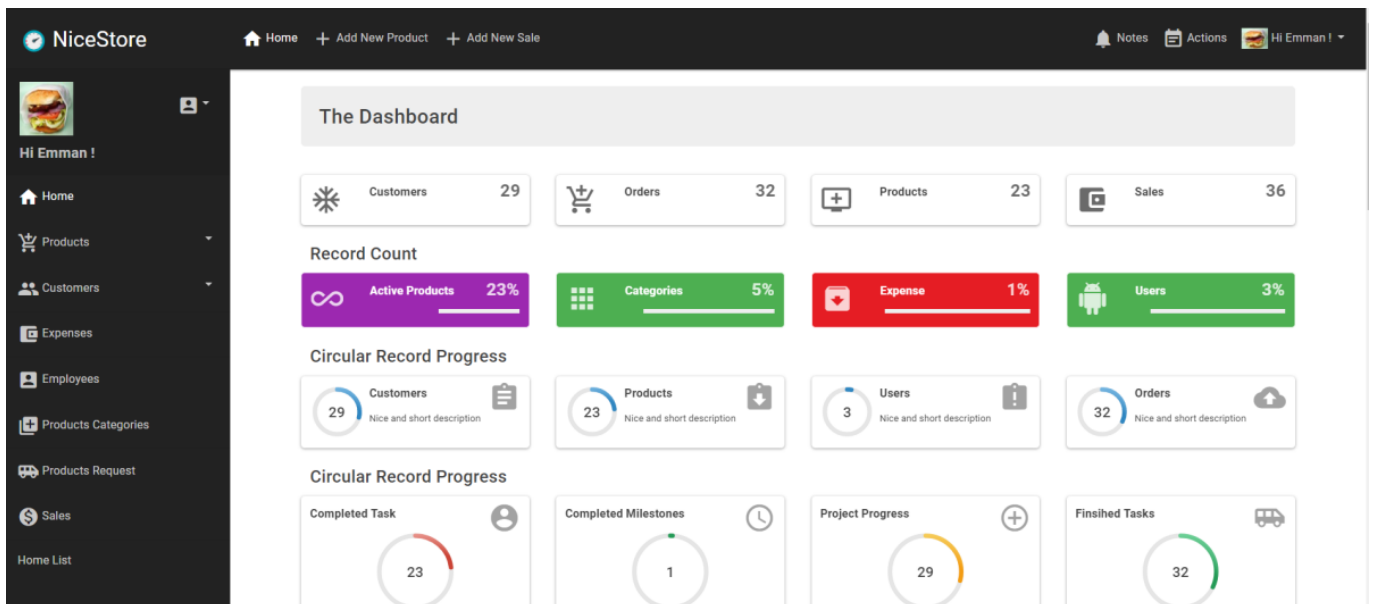 NiceStore
Home Add New Product Add New Sale
Notes Actions Hi Emman !
Hi Emman !
Home
Products
Customers
Expenses
Employees
Products Categories
Products Request
Sales
Home List
The Dashboard
Customers 29
Orders 32
Products 23
Sales 36
Record Count
Active Products 23%
Categories 5%
Expense 1%
Users 3%
Circular Record Progress
29 Customers
Nice and short description
23 Products
Nice and short description
3 Users
Nice and short description
32 Orders
Nice and short description
Circular Record Progress
Completed Task
23
Completed Milestones
1
Project Progress
29
Finsihed Tasks
32